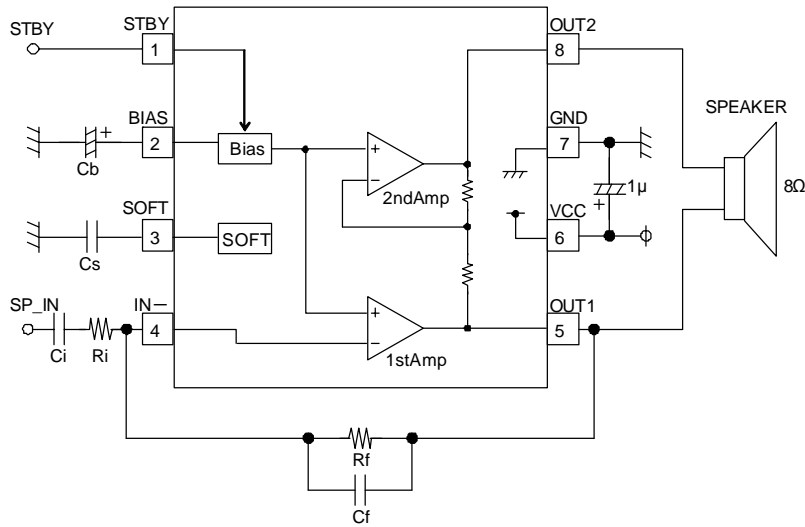 STBY
STBY
1
OUT2
8
BIAS
2
+
Cb
Bias
+
−
2ndAmp
GND
7
SPEAKER
1μ
+
8Ω
SOFT
3
Cs
SOFT
VCC
6
SP_IN
Ci
Ri
IN−
4
+
−
1stAmp
OUT1
5
Rf
Cf